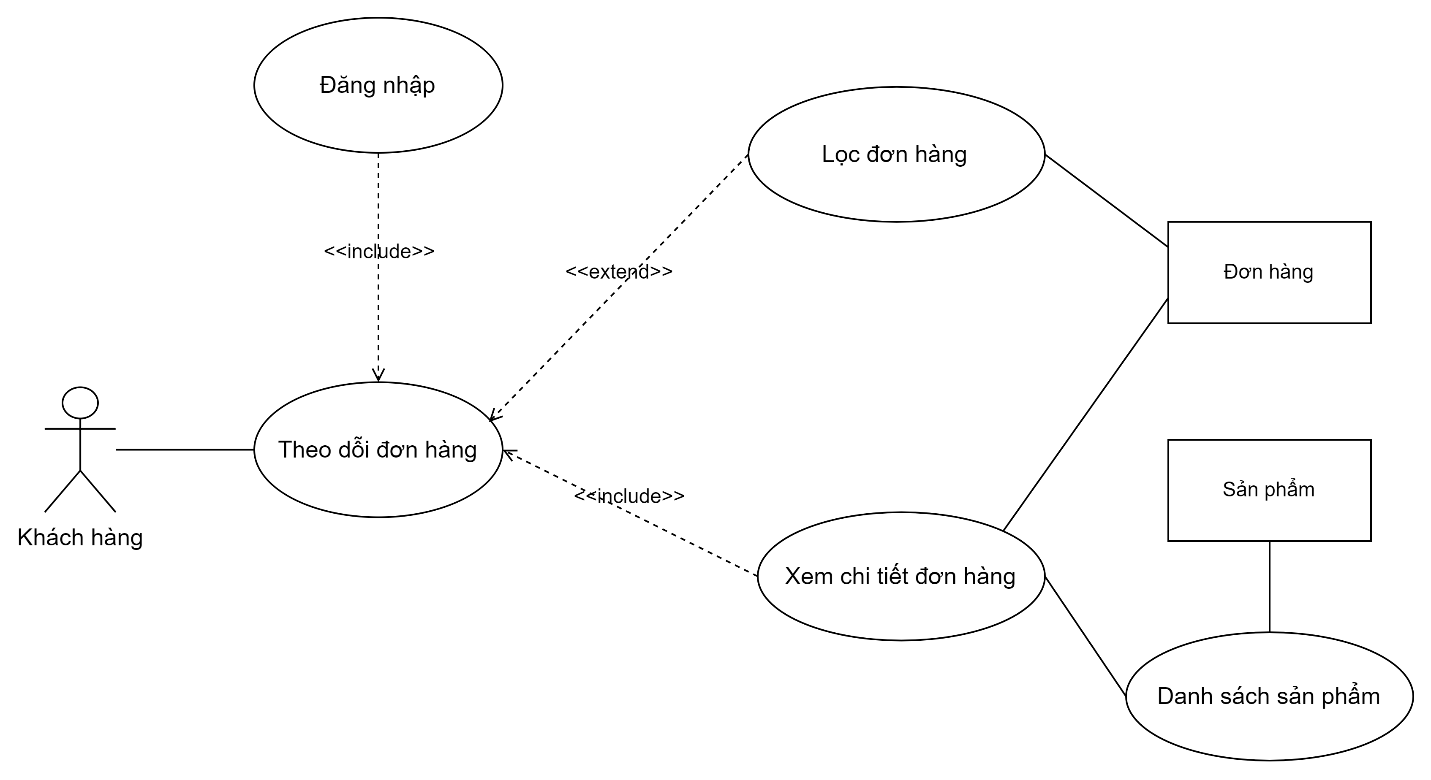 Đăng nhập
Lọc đơn hàng
<<include>>
<<extend>>
Đơn hàng
Theo dỗi đơn hàng
<<include>>
Sản phẩm
Khách hàng
Xem chi tiết đơn hàng
Danh sách sản phẩm